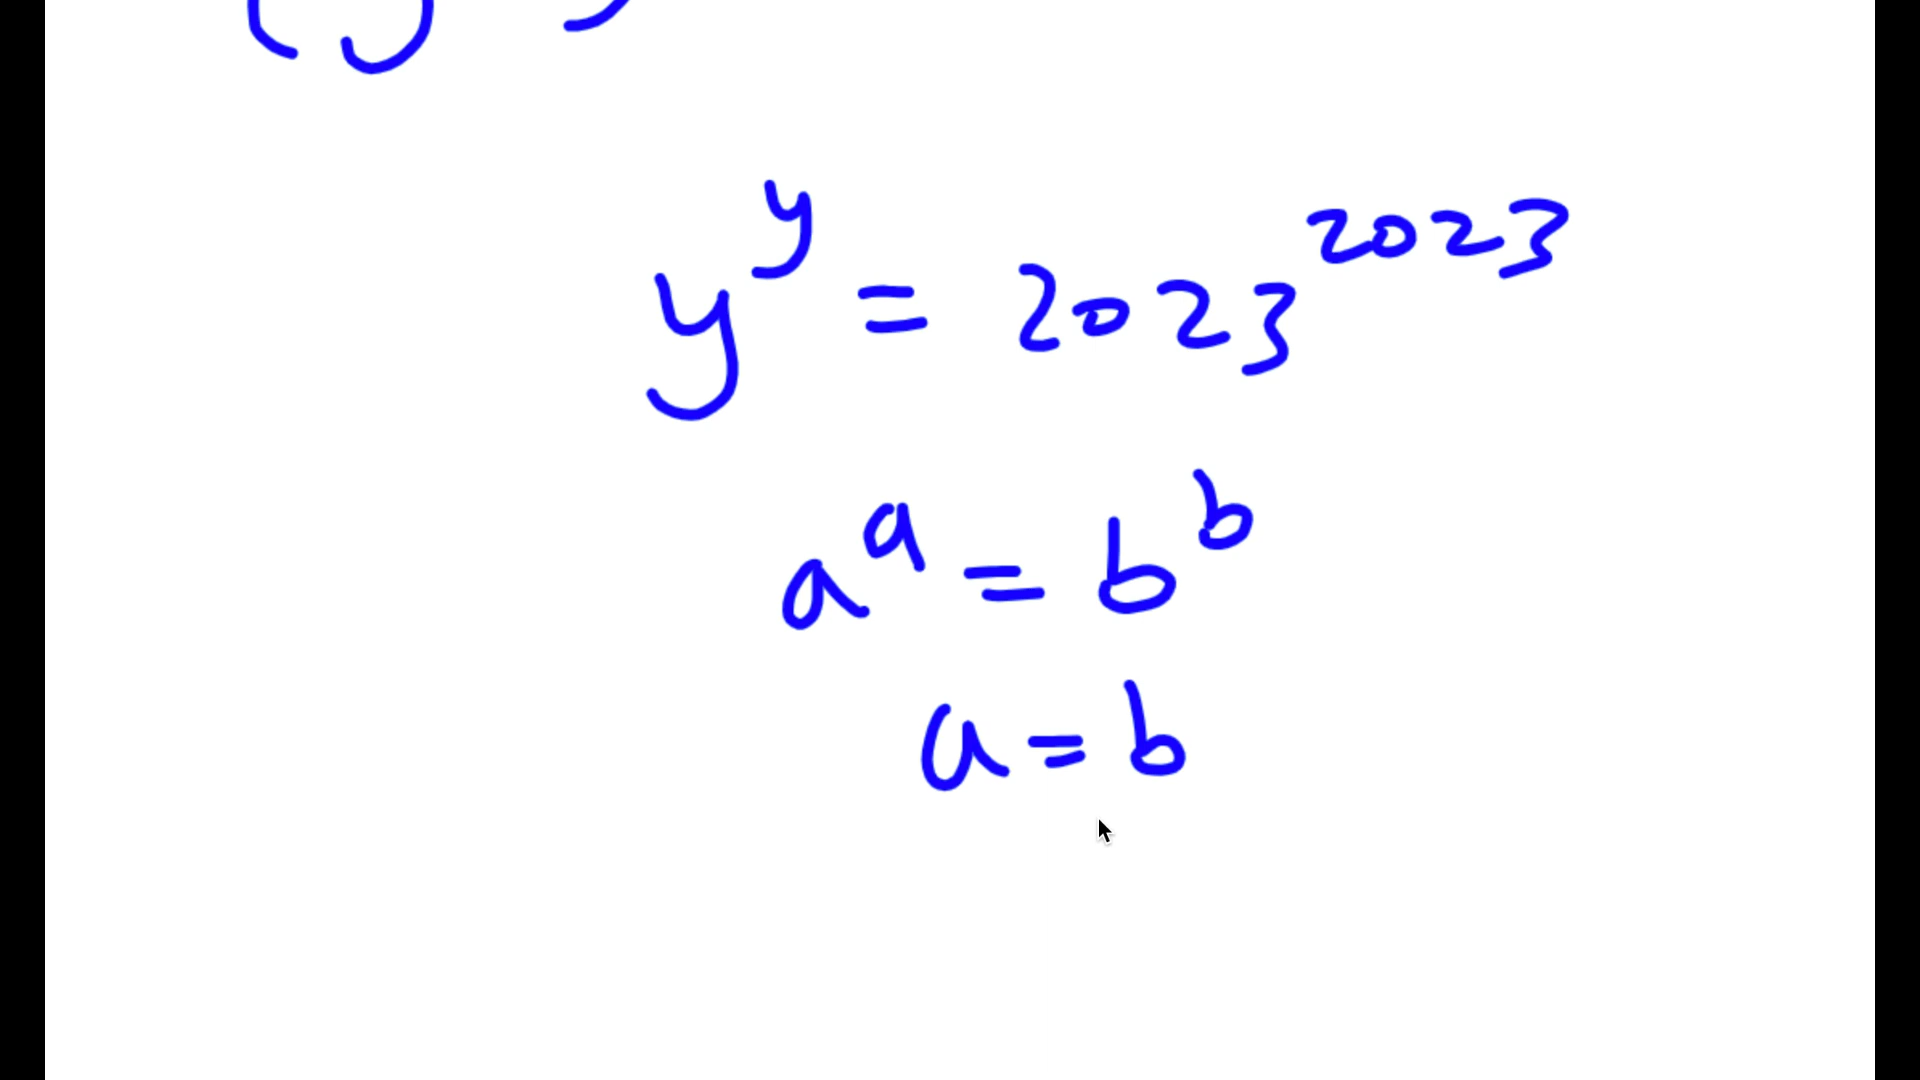 y^y = 2023^2023
a^a = b^b
a = b